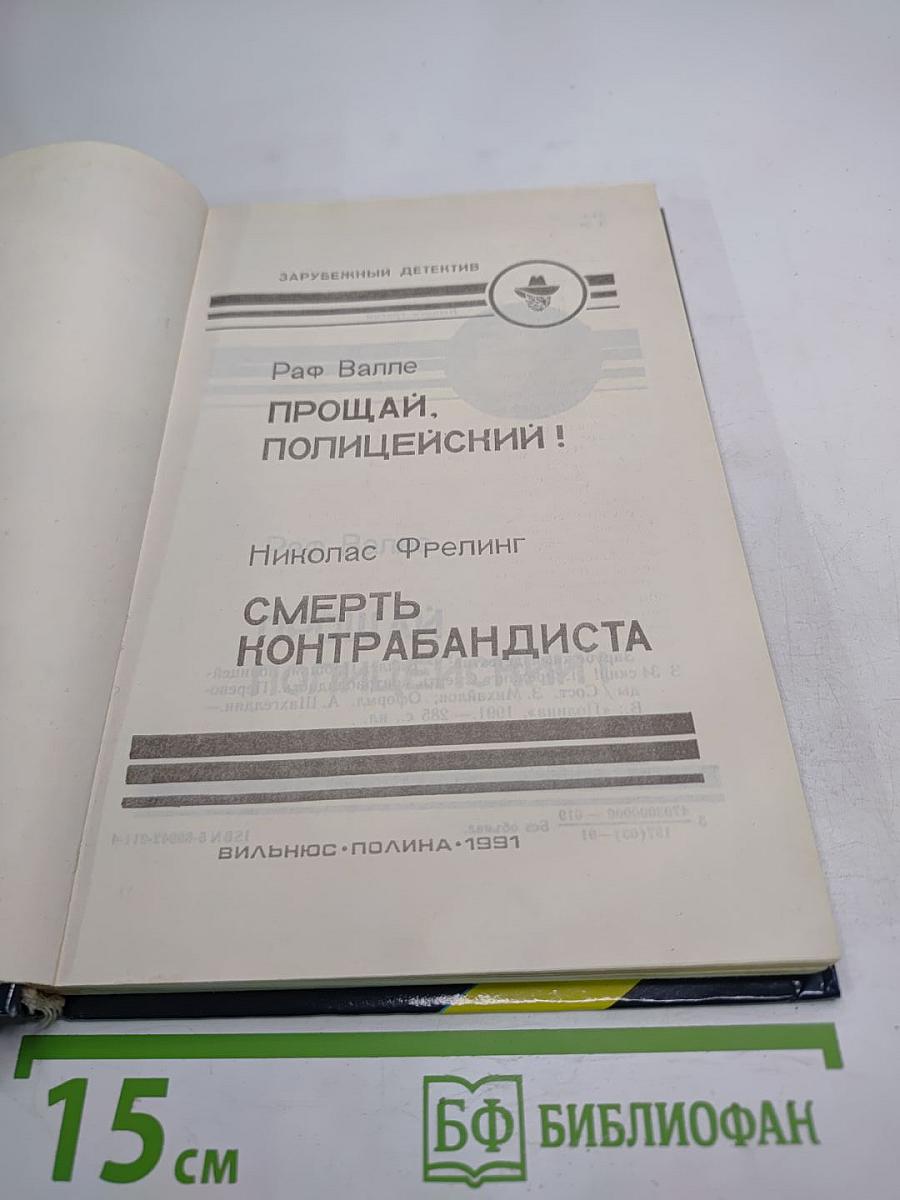 ЗАРУБЕЖНЫЙ ДЕТЕКТИВ
Раф Валле
ПРОЩАЙ,
ПОЛИЦЕЙСКИЙ!
Николас Фрелинг
СМЕРТЬ
КОНТРАБАНДИСТА
ВИЛЬНЮС•ПОЛИНА•1991
15 см
БФ БИБЛИОФАН